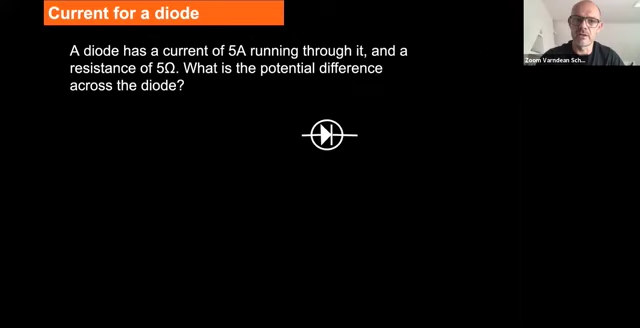 Current for a diode
A diode has a current of 5A running through it, and a
resistance of 5Ω. What is the potential difference
across the diode?
Zoom Varndean Sch...